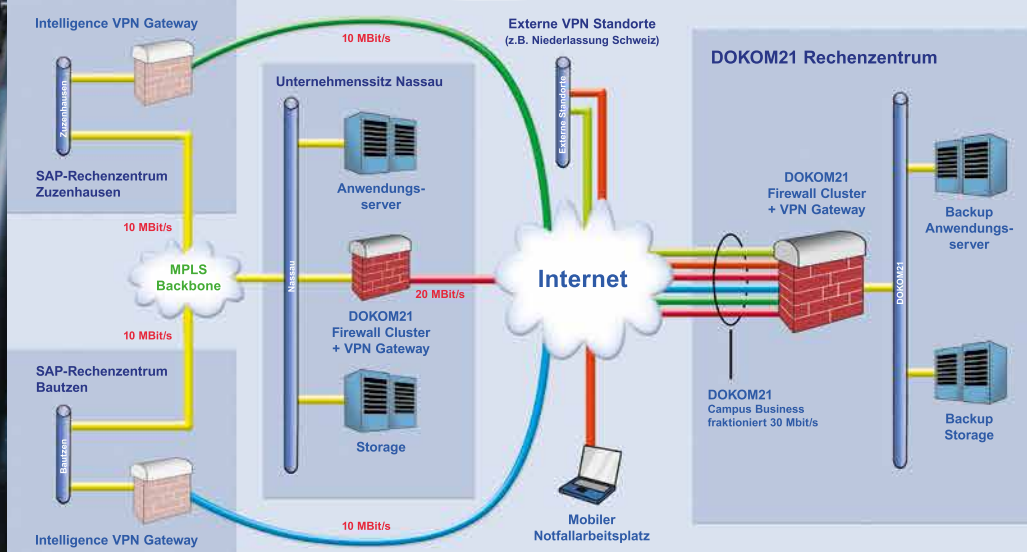 Intelligence VPN Gateway
10 MBit/s
Zuzenhausen
SAP-Rechenzentrum
Zuzenhausen
10 MBit/s
MPLS
Backbone
10 MBit/s
SAP-Rechenzentrum
Bautzen
Bautzen
Intelligence VPN Gateway
10 MBit/s
Unternehmenssitz Nassau
Nassau
Anwendungs-
server
20 MBit/s
DOKOM21
Firewall Cluster
+ VPN Gateway
Storage
Externe VPN Standorte
(z.B. Niederlassung Schweiz)
Externe Standorte
Internet
Mobiler
Notfallarbeitsplatz
DOKOM21 Rechenzentrum
DOKOM21
Firewall Cluster
+ VPN Gateway
DOKOM21
Campus Business
fraktioniert 30 Mbit/s
DOKOM21
Backup
Anwendungs-
server
Backup
Storage